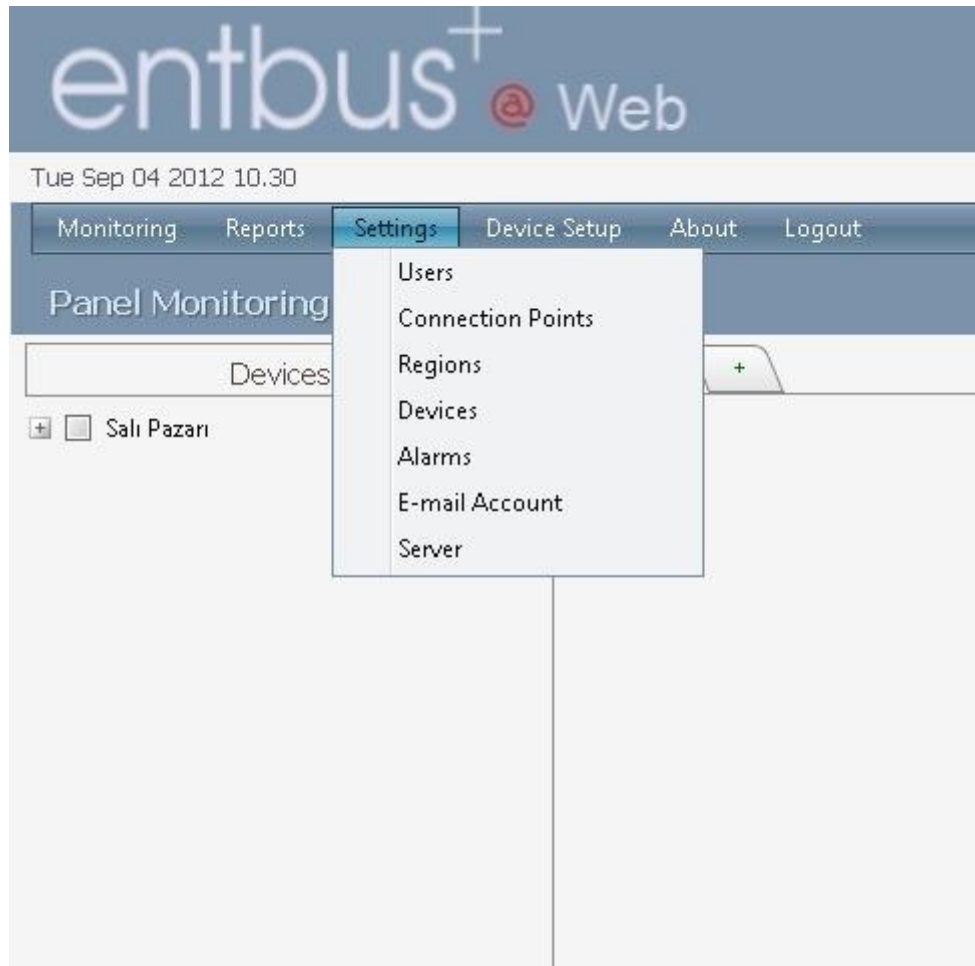 entbus+ @ Web
Tue Sep 04 2012 10.30
Monitoring Reports Settings Device Setup About Logout
Panel Monitoring
Users
Connection Points
Regions
Devices
Alarms
E-mail Account
Server
Devices
+
Salı Pazarı